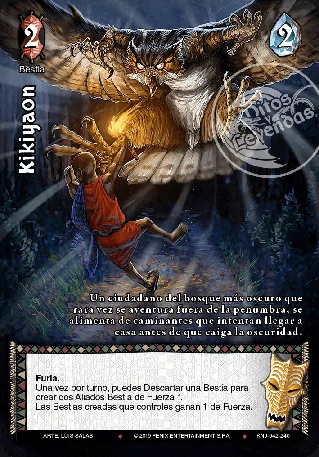 2
2
Bestia
Kikiyaon
Mitos y
Leyendas
Un ciudadano del bosque más oscuro que
rara vez se aventura fuera de la penumbra, se
alimenta de caminantes que intentan llegar a
casa antes de que caiga la oscuridad.
Furia.
Una vez por turno, puedes Descartar una Bestia para
crear dos Aliados Bestia de Fuerza 1.
Las Bestias creadas que controles ganan 1 de Fuerza.
ARTE: LUIS SALAS
©2019 FENIX ENTERTAINMENT SPA